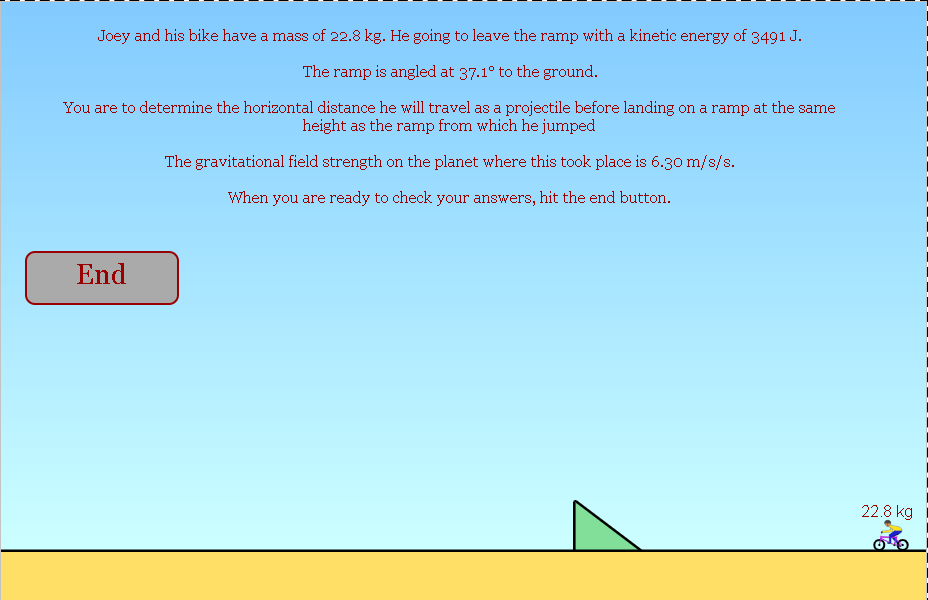 Joey and his bike have a mass of 22.8 kg. He going to leave the ramp with a kinetic energy of 3491 J.
The ramp is angled at 37.1° to the ground.
You are to determine the horizontal distance he will travel as a projectile before landing on a ramp at the same
height as the ramp from which he jumped
The gravitational field strength on the planet where this took place is 6.30 m/s/s.
When you are ready to check your answers, hit the end button.
End
22.8 kg